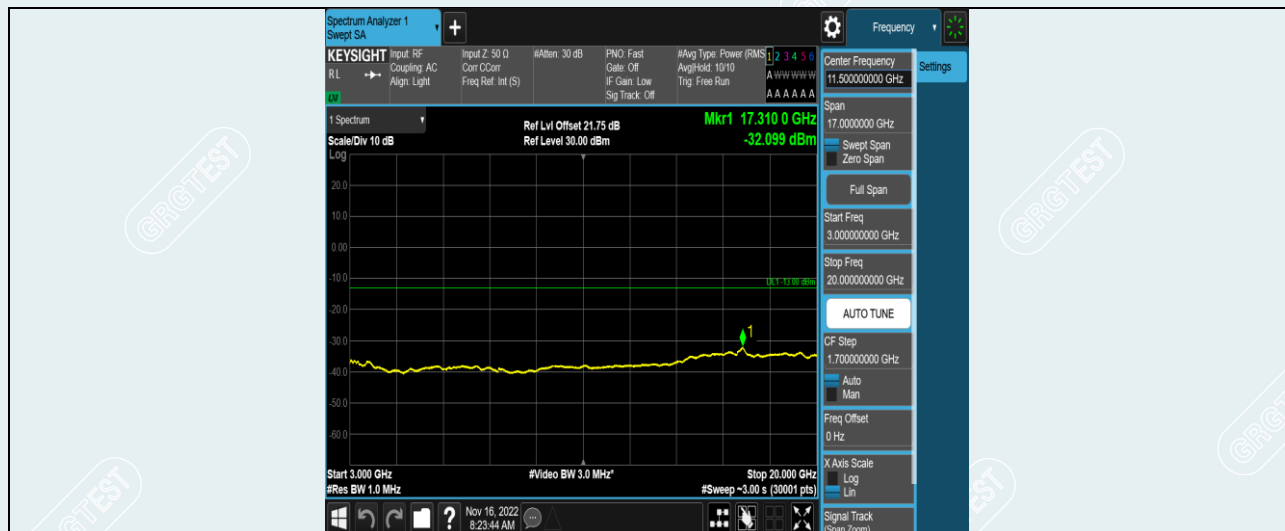 Spectrum Analyzer 1
Swept SA
+
Frequency
KEYSIGHT
RL
Input: RF
Coupling: AC
Align: Light
Input Z: 50 Ω
Corr CCorr
Freq Ref: Int (S)
#Atten: 30 dB
PNO: Fast
Gate: Off
IF Gain: Low
Sig Track: Off
#Avg Type: Power (RMS
Avg|Hold: 10/10
Trig: Free Run
1 2 3 4 5 6
A W W W W W
A A A A A A
Center Frequency
11.500000000 GHz
Settings
Span
17.0000000 GHz
Swept Span
Zero Span
Full Span
Start Freq
3.000000000 GHz
Stop Freq
20.000000000 GHz
AUTO TUNE
CF Step
1.700000000 GHz
Auto
Man
Freq Offset
0 Hz
X Axis Scale
Log
Lin
Signal Track
(Span Zoom)
1 Spectrum
Scale/Div 10 dB
Ref Lvl Offset 21.75 dB
Ref Level 30.00 dBm
Mkr1 17.310 0 GHz
-32.099 dBm
Log
20.0
10.0
0.00
-10.0
DL1 -13.00 dBm
-20.0
-30.0
1
-40.0
-50.0
-60.0
Start 3.000 GHz
#Video BW 3.0 MHz*
Stop 20.000 GHz
#Res BW 1.0 MHz
#Sweep ~3.00 s (30001 pts)
?
Nov 16, 2022
8:23:44 AM
GRGTEST
GRGTEST
GRGTEST